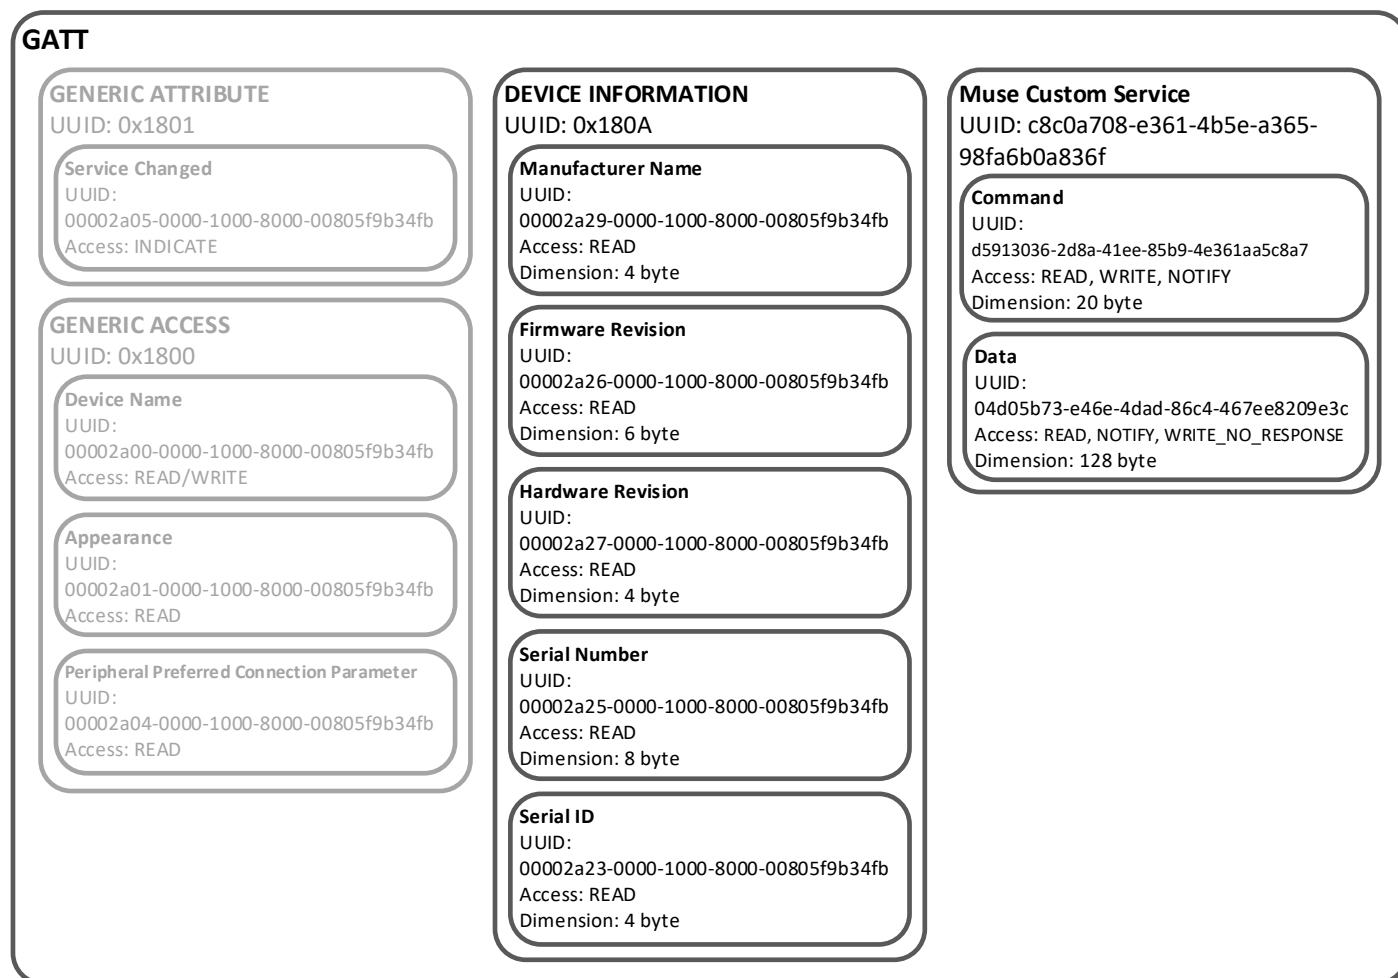 GATT
GENERIC ATTRIBUTE
UUID: 0x1801
Service Changed
UUID:
00002a05-0000-1000-8000-00805f9b34fb
Access: INDICATE
GENERIC ACCESS
UUID: 0x1800
Device Name
UUID:
00002a00-0000-1000-8000-00805f9b34fb
Access: READ/WRITE
Appearance
UUID:
00002a01-0000-1000-8000-00805f9b34fb
Access: READ
Peripheral Preferred Connection Parameter
UUID:
00002a04-0000-1000-8000-00805f9b34fb
Access: READ
DEVICE INFORMATION
UUID: 0x180A
Manufacturer Name
UUID:
00002a29-0000-1000-8000-00805f9b34fb
Access: READ
Dimension: 4 byte
Firmware Revision
UUID:
00002a26-0000-1000-8000-00805f9b34fb
Access: READ
Dimension: 6 byte
Hardware Revision
UUID:
00002a27-0000-1000-8000-00805f9b34fb
Access: READ
Dimension: 4 byte
Serial Number
UUID:
00002a25-0000-1000-8000-00805f9b34fb
Access: READ
Dimension: 8 byte
Serial ID
UUID:
00002a23-0000-1000-8000-00805f9b34fb
Access: READ
Dimension: 4 byte
Muse Custom Service
UUID: c8c0a708-e361-4b5e-a365-
98fa6b0a836f
Command
UUID:
d5913036-2d8a-41ee-85b9-4e361aa5c8a7
Access: READ, WRITE, NOTIFY
Dimension: 20 byte
Data
UUID:
04d05b73-e46e-4dad-86c4-467ee8209e3c
Access: READ, NOTIFY, WRITE_NO_RESPONSE
Dimension: 128 byte